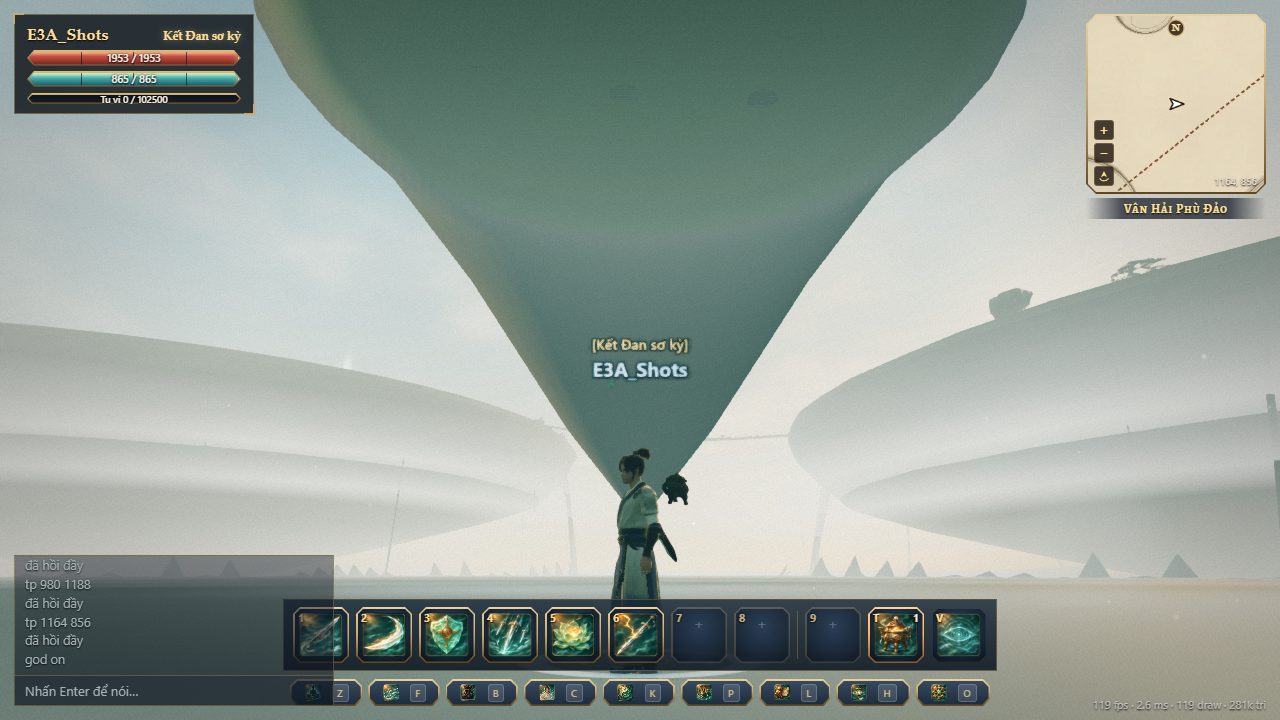 E3A_Shots
Kết Đan sơ kỳ
1953 / 1953
865 / 865
Tu vi 0 / 102500
N
+
−
1164, 856
Vân Hải Phù Đảo
[Kết Đan sơ kỳ]
E3A_Shots
đã hồi đầy
tp 980 1188
đã hồi đầy
tp 1164 856
đã hồi đầy
god on
Nhấn Enter để nói...
1 2 3 4 5 6 7 + 8 + 9 + T 1 V
Z F B C K P L H O
119 fps · 2.6 ms · 119 draw · 281k tri